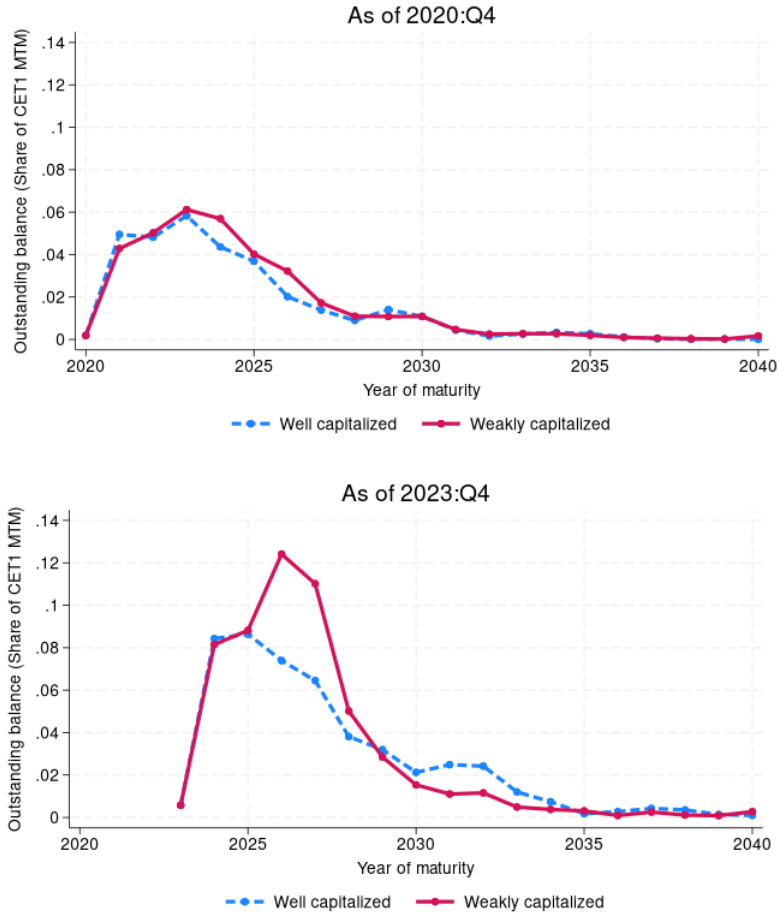 As of 2020:Q4
Outstanding balance (Share of CET1 MTM)
.14
.12
.1
.08
.06
.04
.02
0
2020 2025 2030 2035 2040
Year of maturity
Well capitalized Weakly capitalized
As of 2023:Q4
Outstanding balance (Share of CET1 MTM)
.14
.12
.1
.08
.06
.04
.02
0
2020 2025 2030 2035 2040
Year of maturity
Well capitalized Weakly capitalized